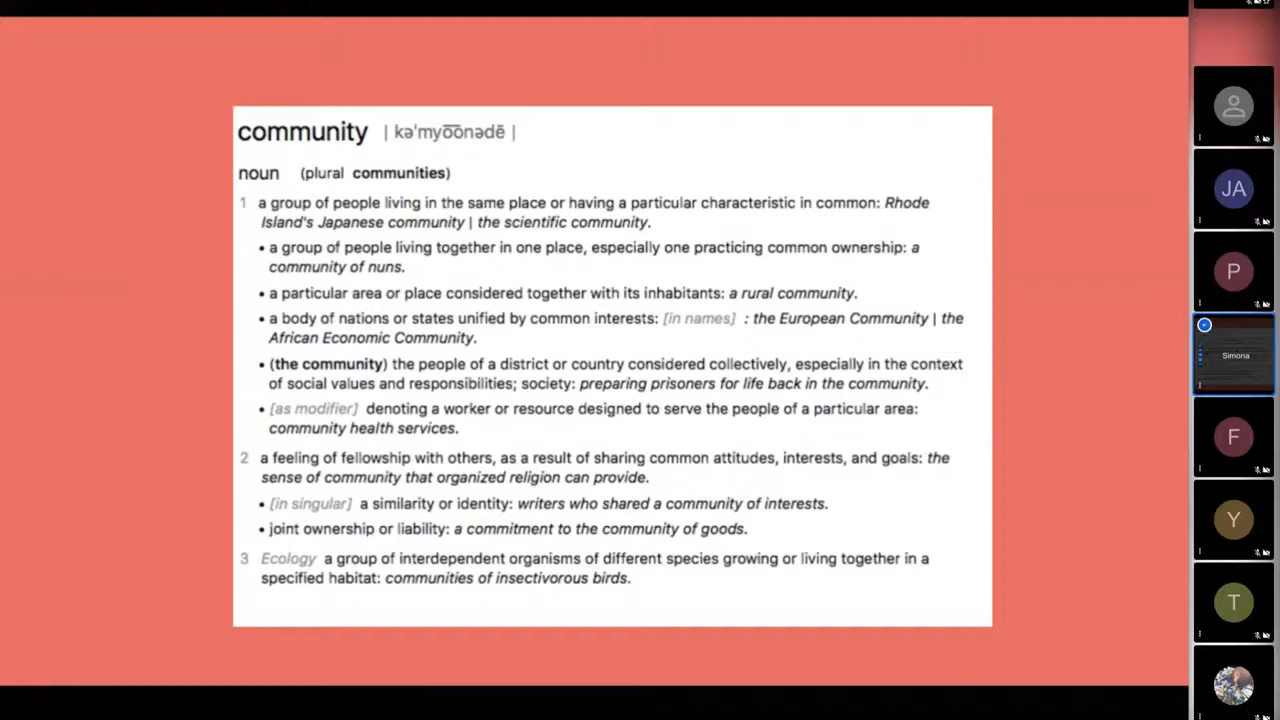 community | kəˈmyo͞onədē |
noun (plural communities)
1 a group of people living in the same place or having a particular characteristic in common: Rhode
Island's Japanese community | the scientific community.
• a group of people living together in one place, especially one practicing common ownership: a
community of nuns.
• a particular area or place considered together with its inhabitants: a rural community.
• a body of nations or states unified by common interests: [in names] : the European Community | the
African Economic Community.
• (the community) the people of a district or country considered collectively, especially in the context
of social values and responsibilities; society: preparing prisoners for life back in the community.
• [as modifier] denoting a worker or resource designed to serve the people of a particular area:
community health services.
2 a feeling of fellowship with others, as a result of sharing common attitudes, interests, and goals: the
sense of community that organized religion can provide.
• [in singular] a similarity or identity: writers who shared a community of interests.
• joint ownership or liability: a commitment to the community of goods.
3 Ecology a group of interdependent organisms of different species growing or living together in a
specified habitat: communities of insectivorous birds.
JA
P
Simona
F
Y
T